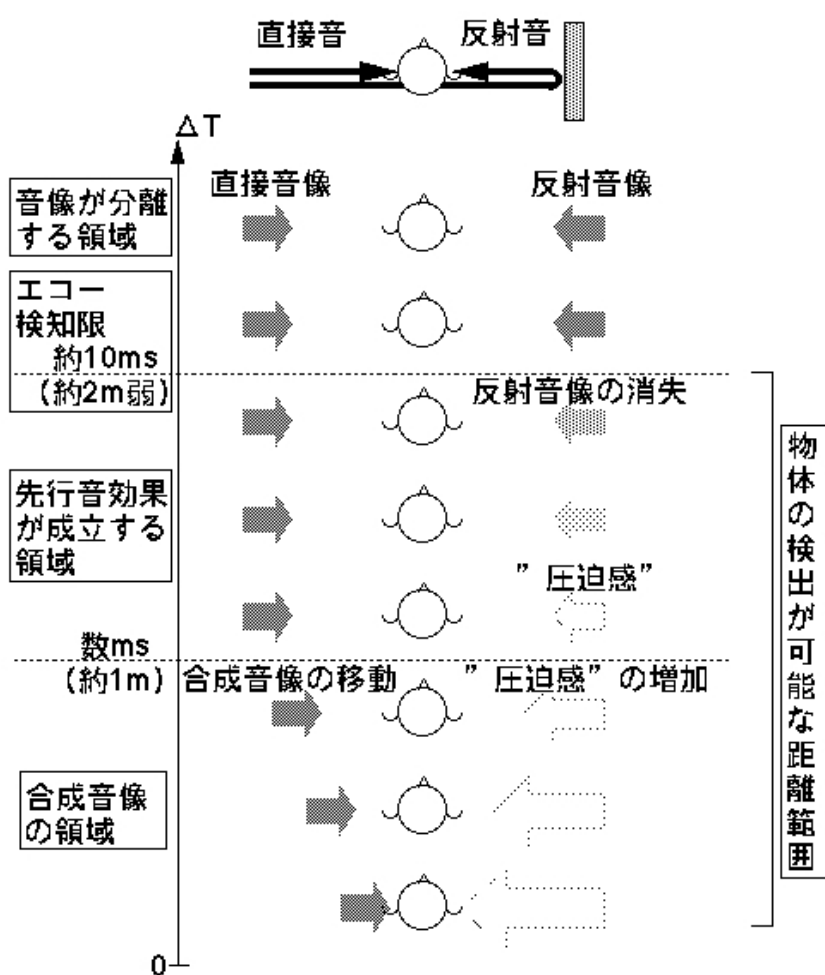 直接音
反射音
ΔT
音像が分離
する領域
直接音像
反射音像
エコー
検知限
約10ms
(約2m弱)
反射音像の消失
先行音効果
が成立する
領域
”圧迫感”
数ms
(約1m)
合成音像の移動
”圧迫感”の増加
合成音像
の領域
物体の検出が可能な距離範囲
0